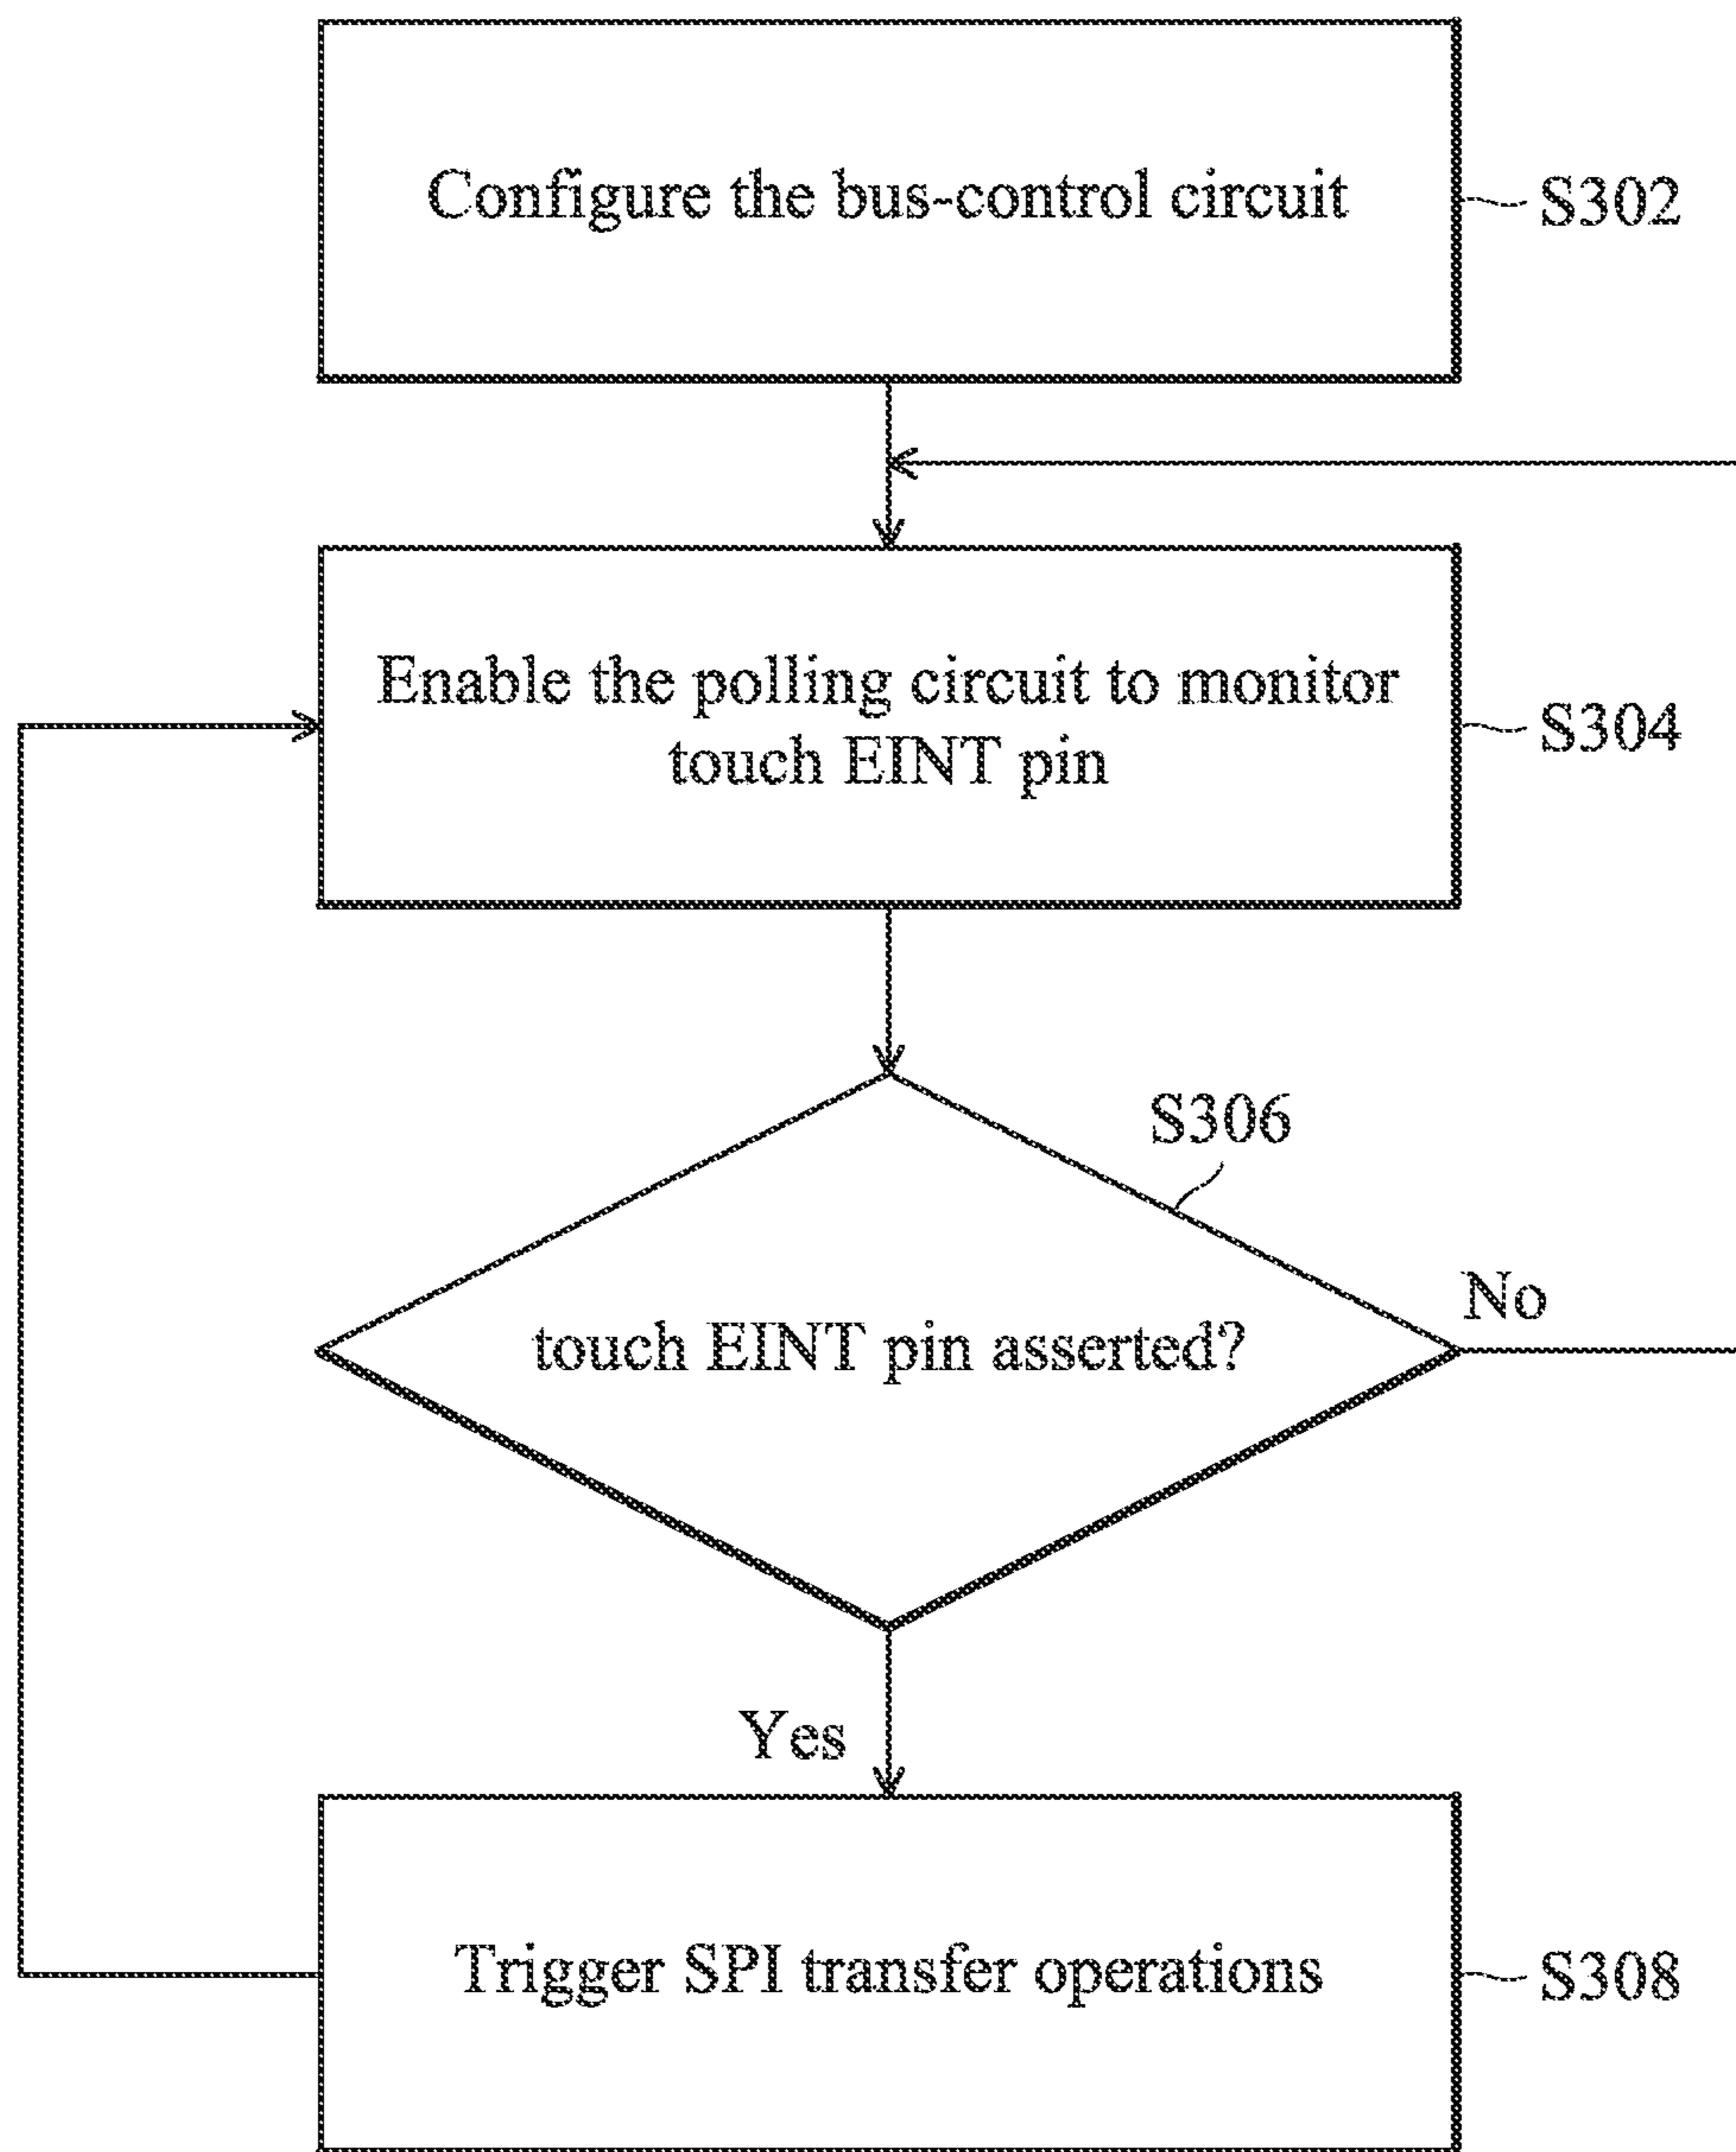 Configure the bus-control circuit
S302
Enable the polling circuit to monitor
touch EINT pin
S304
S306
touch EINT pin asserted?
No
Yes
Trigger SPI transfer operations
S308